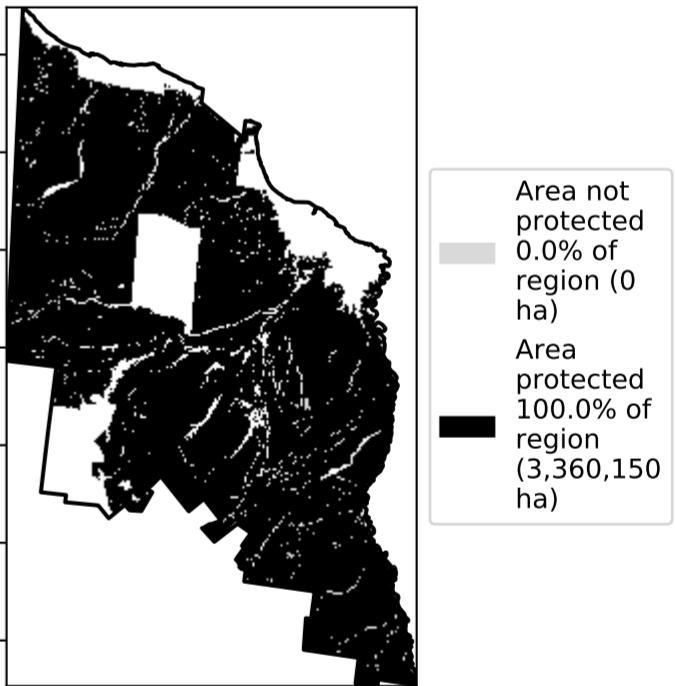 Area not
protected
0.0% of
region (0
ha)
Area
protected
100.0% of
region
(3,360,150
ha)